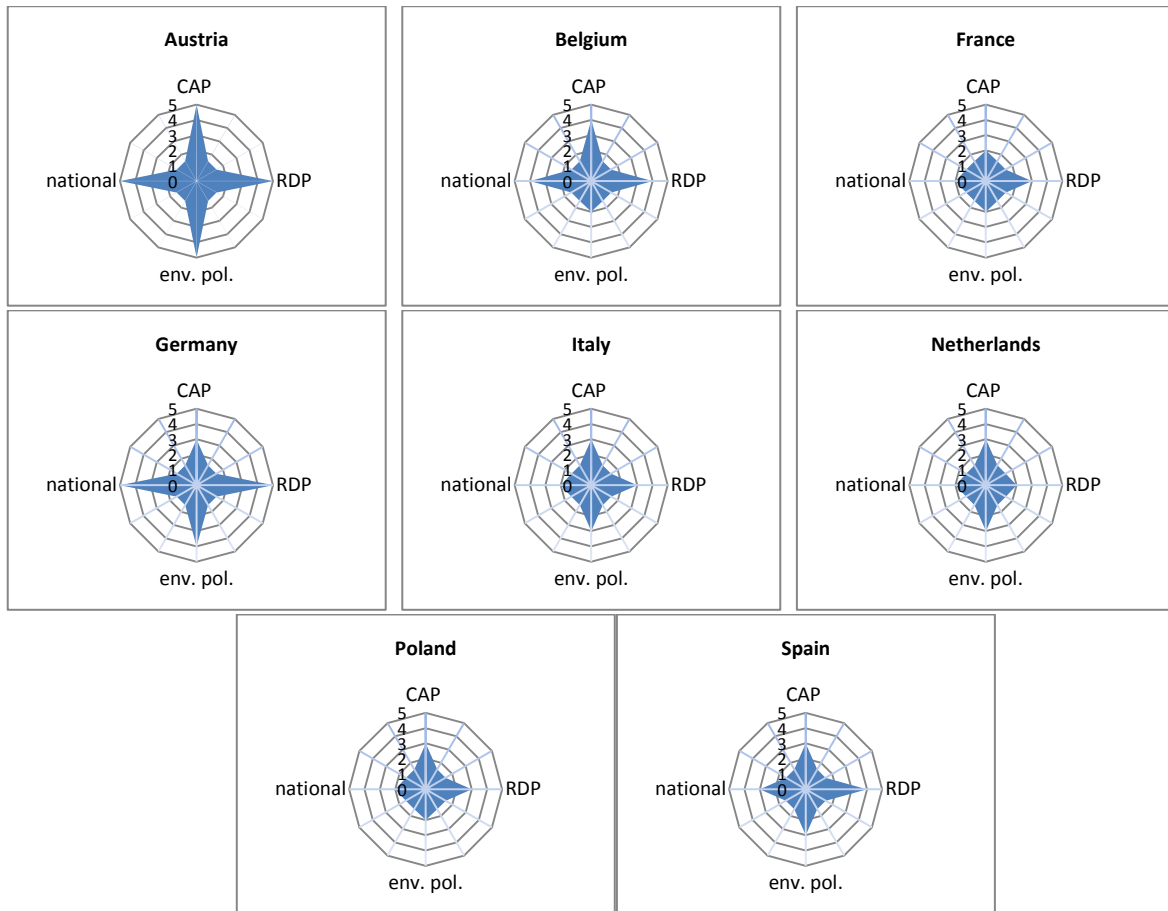 Austria
CAP
5
4
3
2
1
0
national
RDP
env. pol.
Belgium
CAP
5
4
3
2
1
0
national
RDP
env. pol.
France
CAP
5
4
3
2
1
0
national
RDP
env. pol.
Germany
CAP
5
4
3
2
1
0
national
RDP
env. pol.
Italy
CAP
5
4
3
2
1
0
national
RDP
env. pol.
Netherlands
CAP
5
4
3
2
1
0
national
RDP
env. pol.
Poland
CAP
5
4
3
2
1
0
national
RDP
env. pol.
Spain
CAP
5
4
3
2
1
0
national
RDP
env. pol.